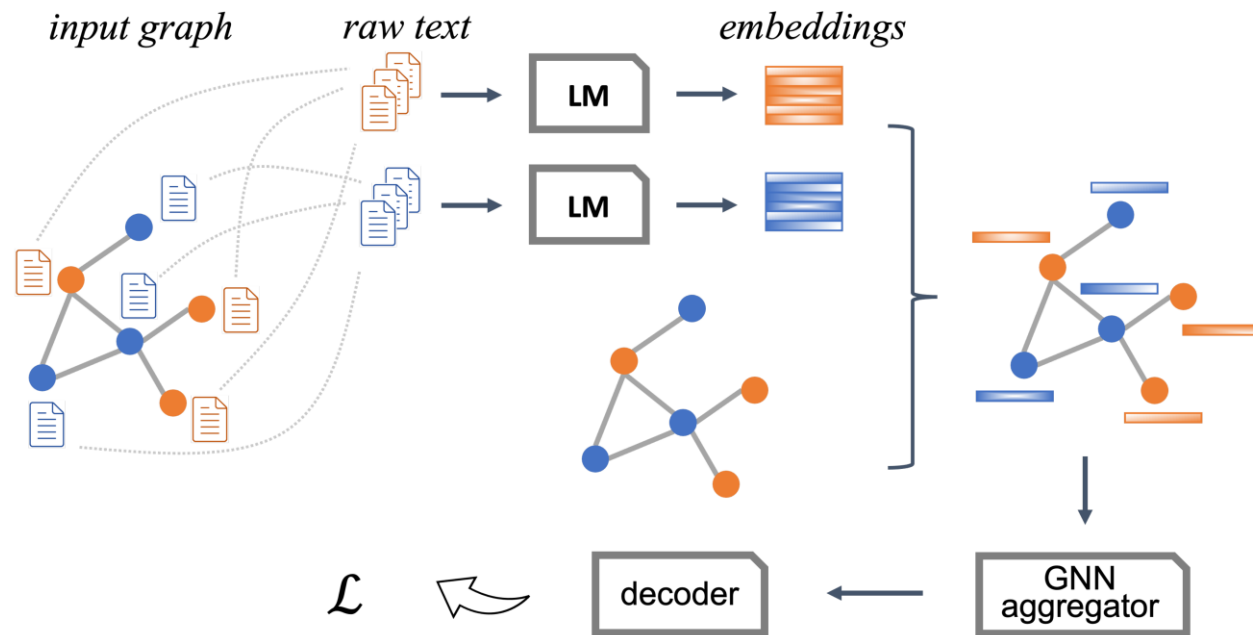 input graph
raw text
embeddings
LM
LM
ℒ
decoder
GNN
aggregator